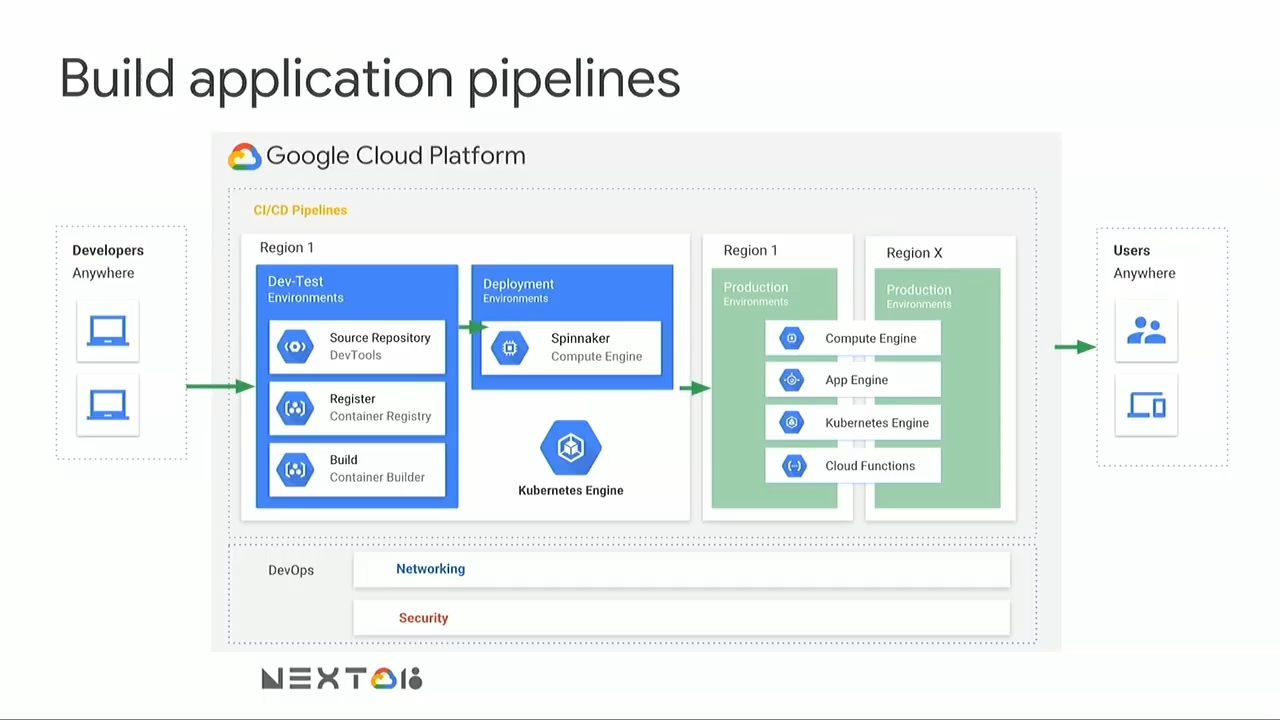 Build application pipelines
Google Cloud Platform
CI/CD Pipelines
Developers
Anywhere
Region 1
Dev-Test
Environments
Source Repository
DevTools
Register
Container Registry
Build
Container Builder
Deployment
Environments
Spinnaker
Compute Engine
Kubernetes Engine
Region 1
Production
Environments
Region X
Production
Environments
Compute Engine
App Engine
Kubernetes Engine
Cloud Functions
Users
Anywhere
DevOps
Networking
Security
NEXT 18